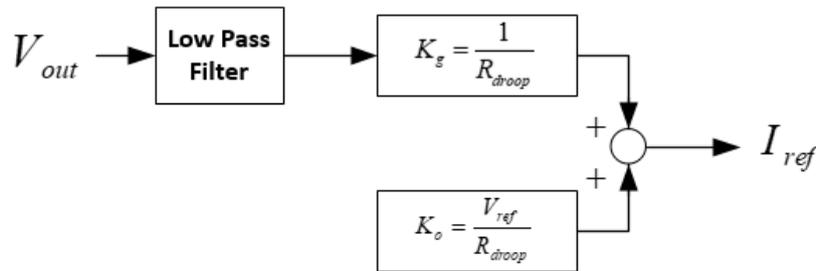 V_out
Low Pass
Filter
K_g = 1/R_droop
+
+
I_ref
K_o = V_ref/R_droop